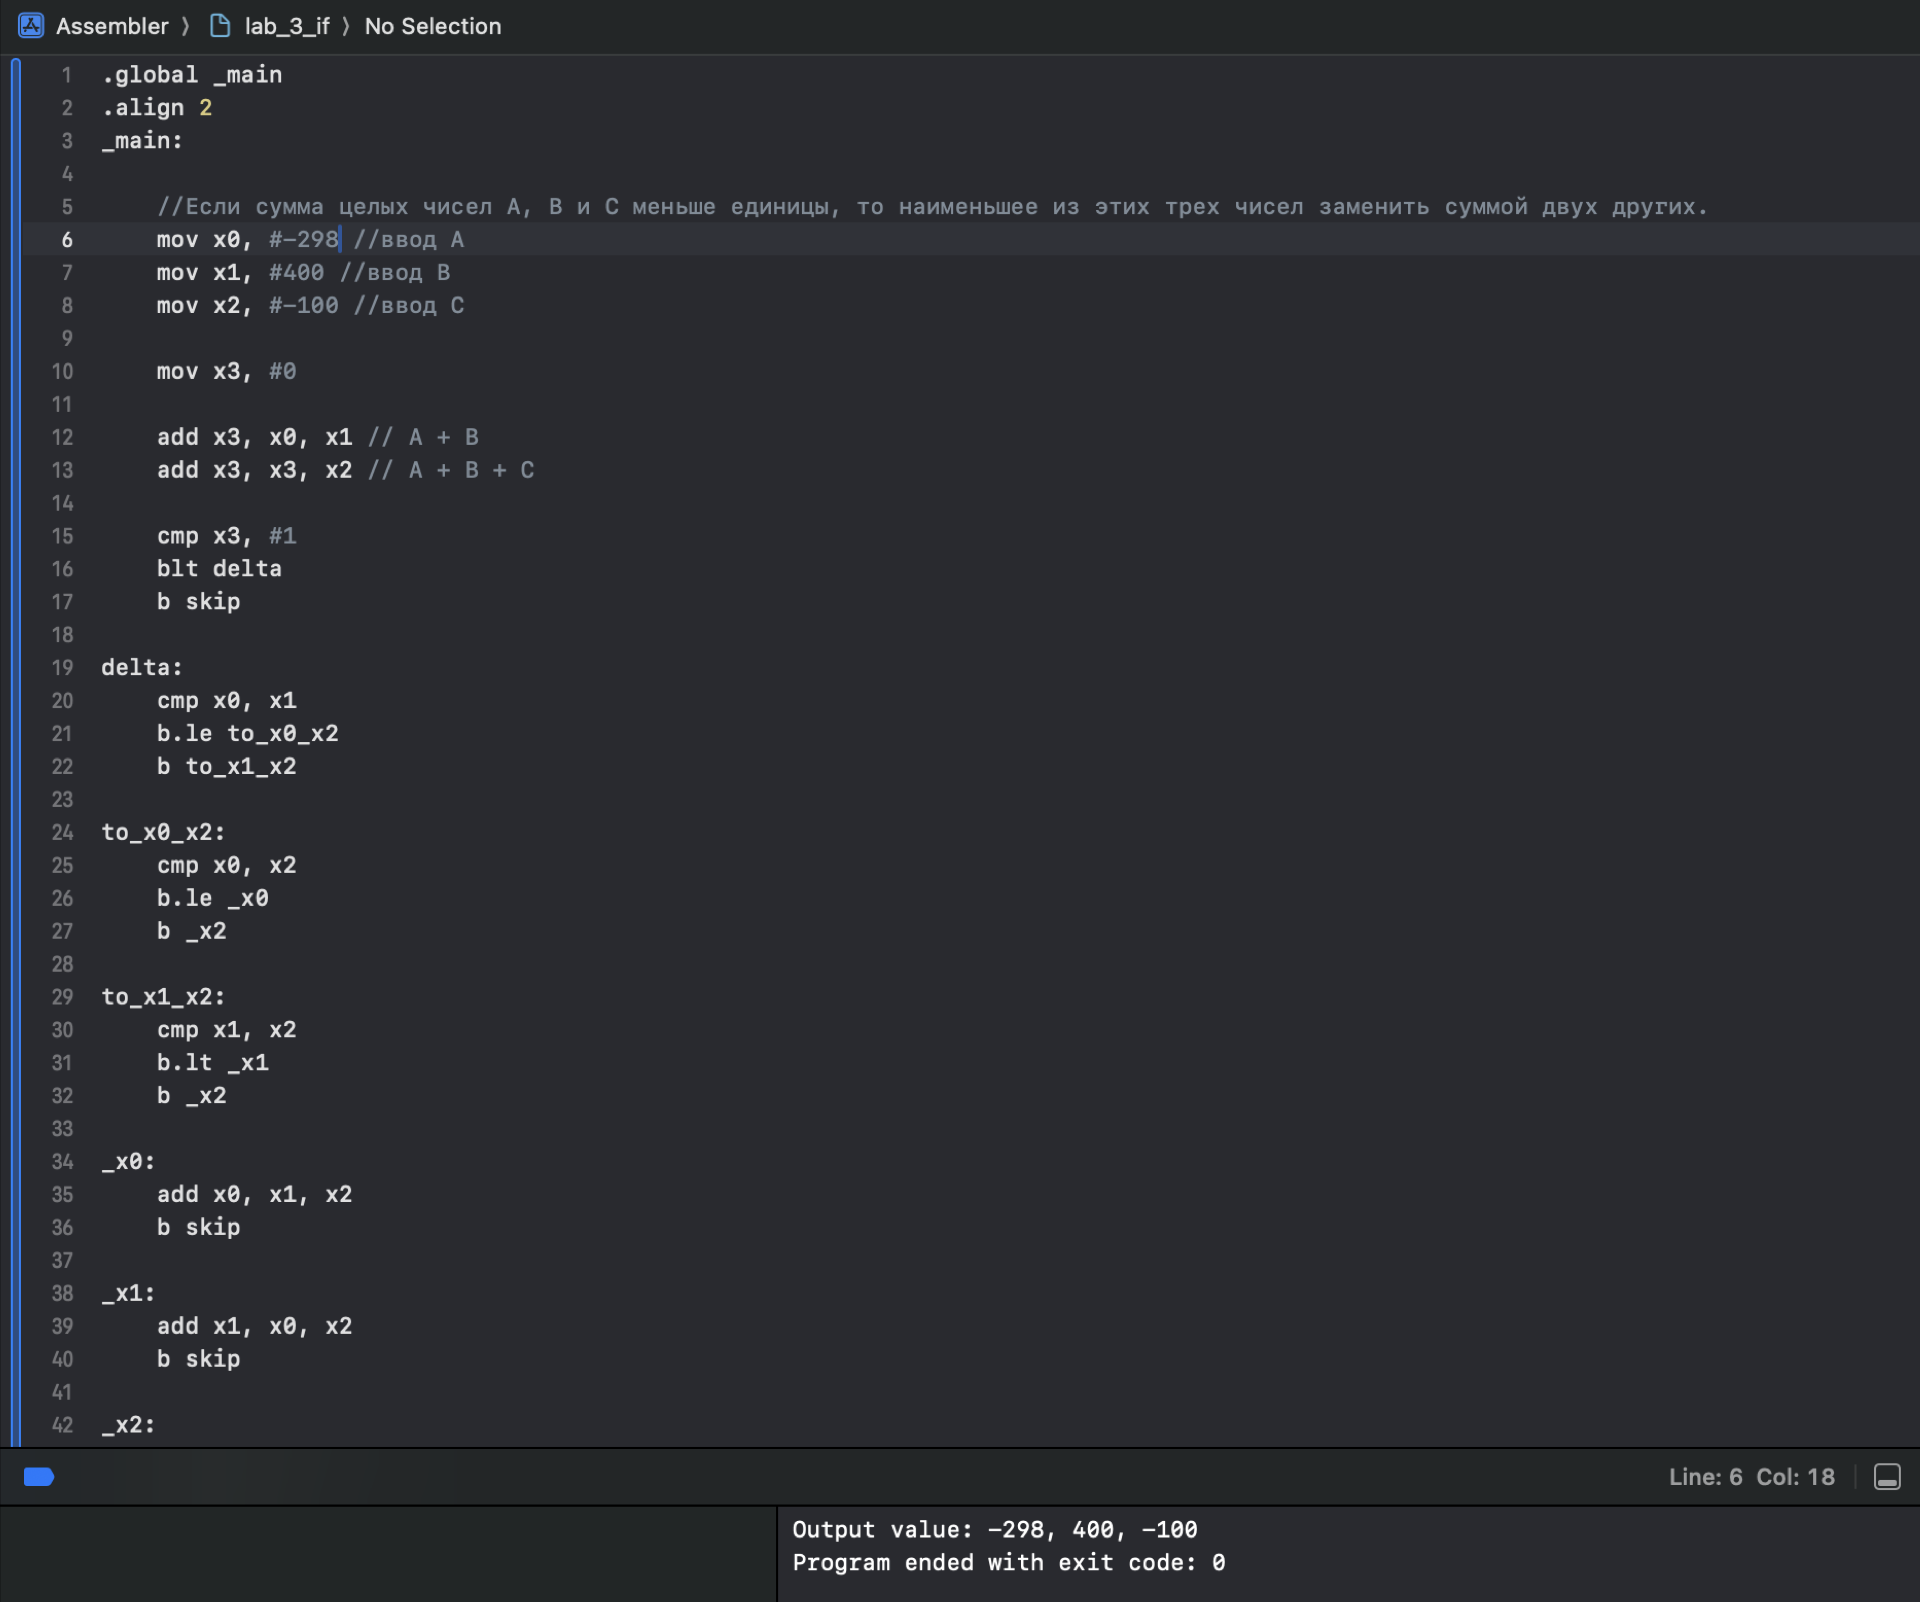 Assembler 〉 lab_3_if 〉 No Selection
1 .global _main
2 .align 2
3 _main:
4
5 //Если сумма целых чисел A, B и C меньше единицы, то наименьшее из этих трех чисел заменить суммой двух других.
6 mov x0, #-298 //ввод A
7 mov x1, #400 //ввод B
8 mov x2, #-100 //ввод C
9
10 mov x3, #0
11
12 add x3, x0, x1 // A + B
13 add x3, x3, x2 // A + B + C
14
15 cmp x3, #1
16 blt delta
17 b skip
18
19 delta:
20 cmp x0, x1
21 b.le to_x0_x2
22 b to_x1_x2
23
24 to_x0_x2:
25 cmp x0, x2
26 b.le _x0
27 b _x2
28
29 to_x1_x2:
30 cmp x1, x2
31 b.lt _x1
32 b _x2
33
34 _x0:
35 add x0, x1, x2
36 b skip
37
38 _x1:
39 add x1, x0, x2
40 b skip
41
42 _x2:
Line: 6 Col: 18
Output value: -298, 400, -100
Program ended with exit code: 0